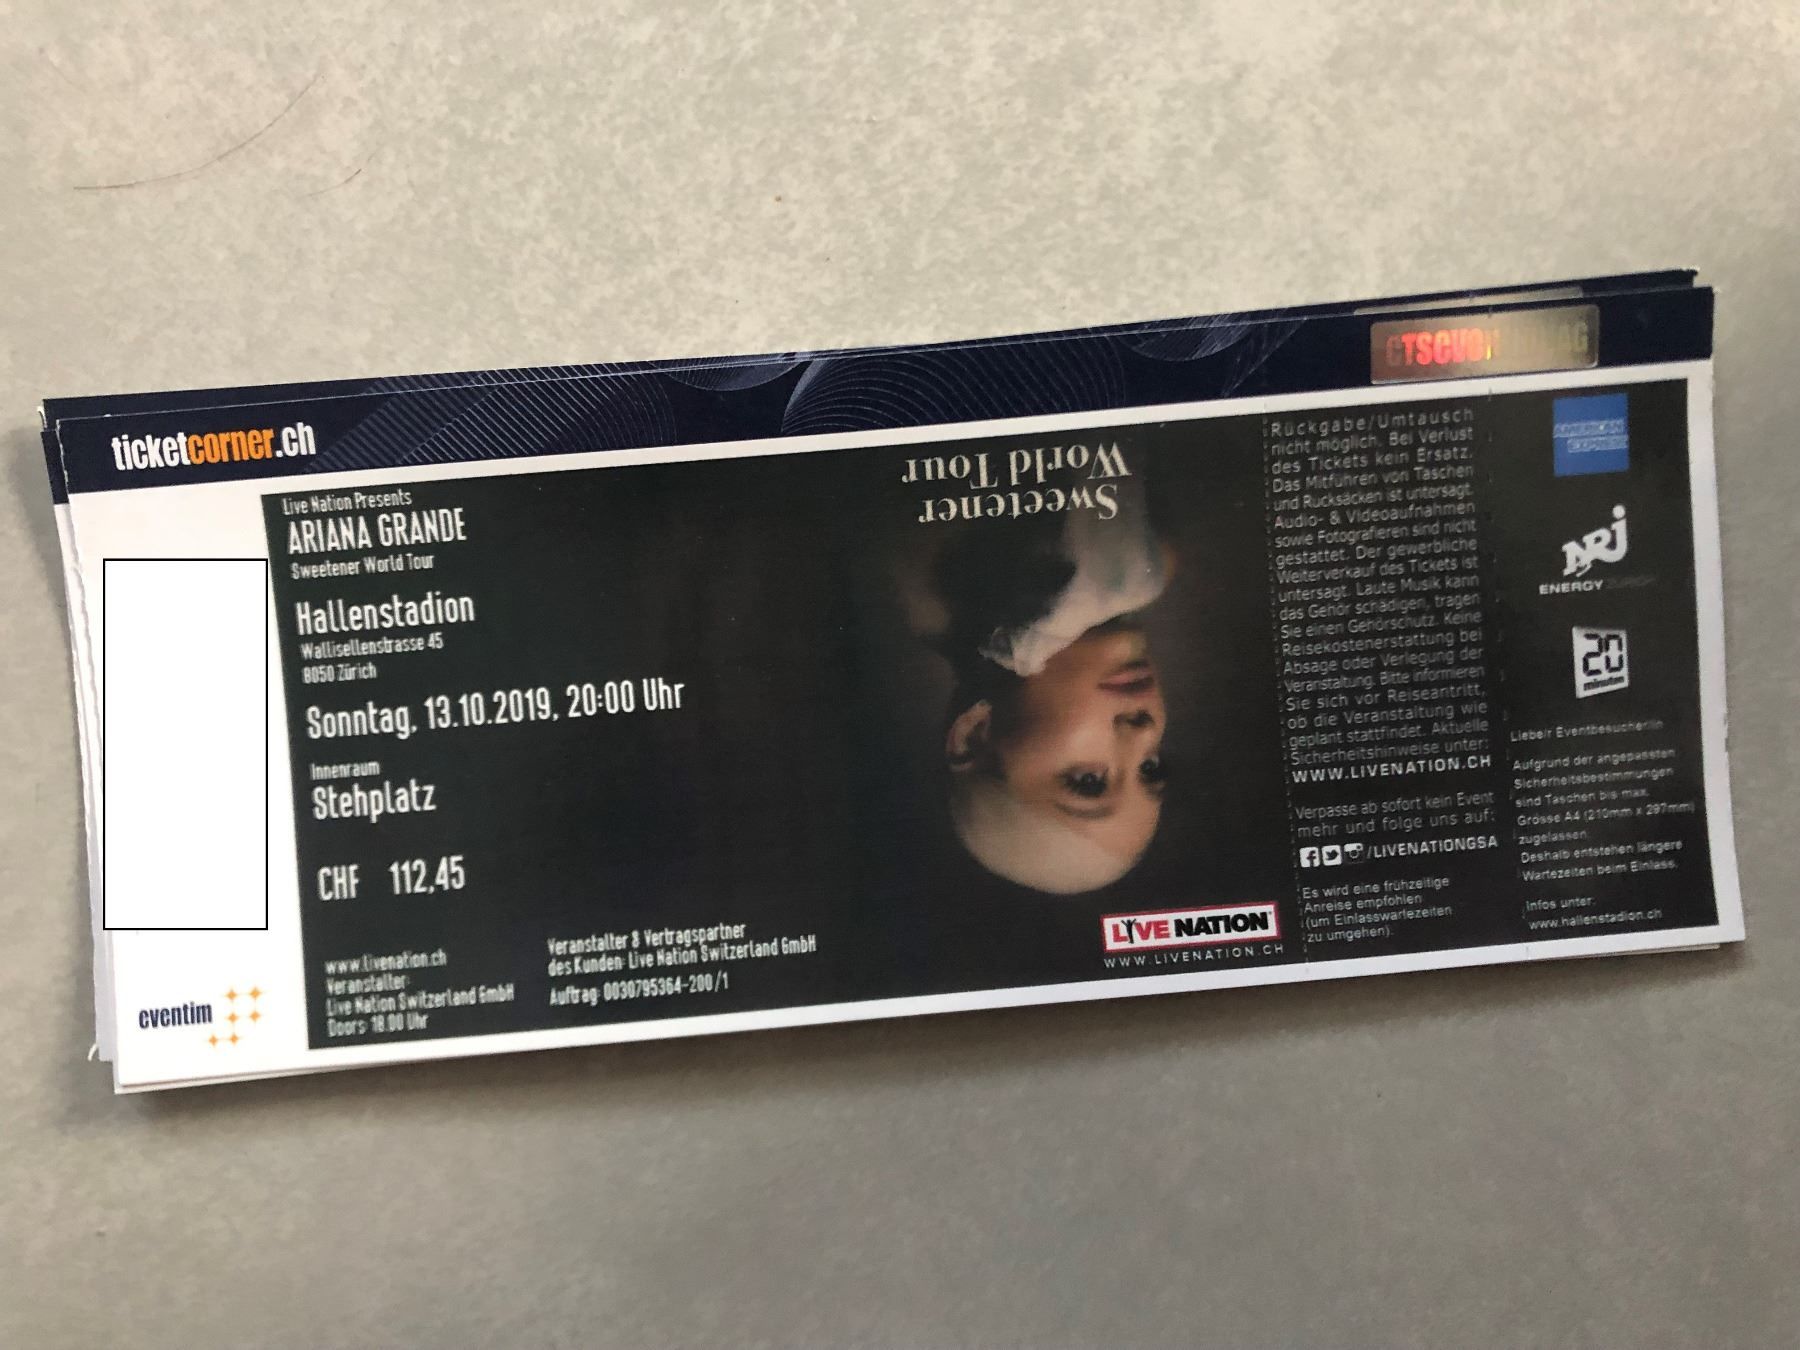 ticketcorner.ch
CTSeve
Live Nation Presents
ARIANA GRANDE
Sweetener World Tour
Hallenstadion
Wallisellenstrasse 45
8050 Zürich
Sonntag, 13.10.2019, 20:00 Uhr
Innenraum
Stehplatz
CHF 112,45
www.livenation.ch
Veranstalter:
Live Nation Switzerland GmbH
Doors: 18.00 Uhr
Veranstalter & Vertragspartner
des Kunden: Live Nation Switzerland GmbH
Auftrag: 0030795364-200/1
eventim
Sweetener
World Tour
LIVE NATION
WWW.LIVENATION.CH
Rückgabe/Umtausch
nicht möglich. Bei Verlust
des Tickets kein Ersatz.
Das Mitführen von Taschen
und Rucksäcken ist untersagt.
Audio- & Videoaufnahmen
sowie Fotografieren sind nicht
gestattet. Der gewerbliche
Weiterverkauf des Tickets ist
untersagt. Laute Musik kann
das Gehör schädigen, tragen
Sie einen Gehörschutz. Keine
Reisekostenerstattung bei
Absage oder Verlegung der
Veranstaltung. Bitte informieren
Sie sich vor Reiseantritt,
ob die Veranstaltung wie
geplant stattfindet. Aktuelle
Sicherheitshinweise unter:
WWW.LIVENATION.CH
Verpasse ab sofort kein Event
mehr und folge uns auf:
/LIVENATIONGSA
Es wird eine frühzeitige
Anreise empfohlen
(um Einlasswartezeiten
zu umgehen).
AMERICAN
EXPRESS
NRJ
ENERGY ZÜRICH
20
minuten
Liebe/r Eventbesucher/in
Aufgrund der angepassten
Sicherheitsbestimmungen
sind Taschen bis max.
Grösse A4 (210mm x 297mm)
zugelassen.
Deshalb entstehen längere
Wartezeiten beim Einlass.
Infos unter:
www.hallenstadion.ch